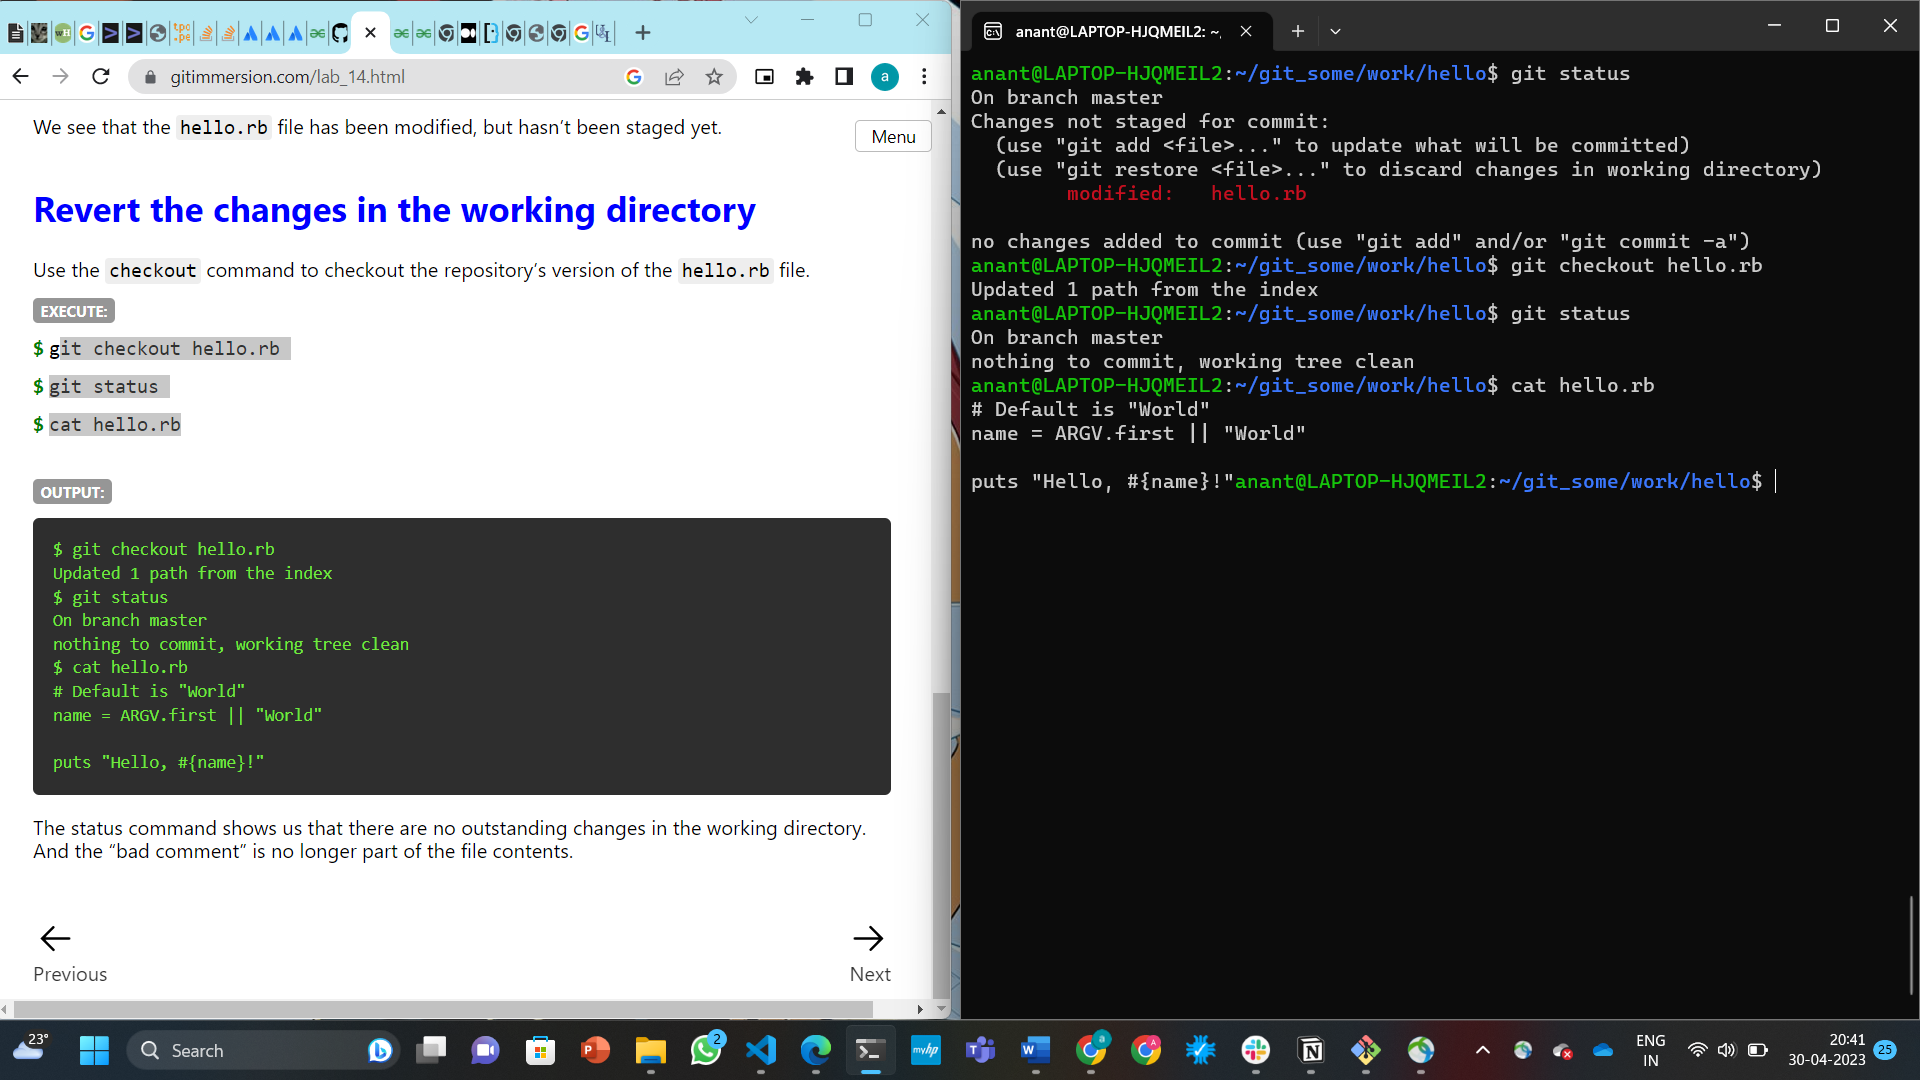 gitimmersion.com/lab_14.html
a
We see that the hello.rb file has been modified, but hasn’t been staged yet.
Menu
Revert the changes in the working directory
Use the checkout command to checkout the repository’s version of the hello.rb file.
EXECUTE:
$ git checkout hello.rb
$ git status
$ cat hello.rb
OUTPUT:
$ git checkout hello.rb
Updated 1 path from the index
$ git status
On branch master
nothing to commit, working tree clean
$ cat hello.rb
# Default is "World"
name = ARGV.first || "World"
puts "Hello, #{name}!"
The status command shows us that there are no outstanding changes in the working directory.
And the “bad comment” is no longer part of the file contents.
Previous
Next
anant@LAPTOP-HJQMEIL2: ~,
anant@LAPTOP-HJQMEIL2:~/git_some/work/hello$ git status
On branch master
Changes not staged for commit:
(use "git add <file>..." to update what will be committed)
(use "git restore <file>..." to discard changes in working directory)
modified:   hello.rb
no changes added to commit (use "git add" and/or "git commit -a")
anant@LAPTOP-HJQMEIL2:~/git_some/work/hello$ git checkout hello.rb
Updated 1 path from the index
anant@LAPTOP-HJQMEIL2:~/git_some/work/hello$ git status
On branch master
nothing to commit, working tree clean
anant@LAPTOP-HJQMEIL2:~/git_some/work/hello$ cat hello.rb
# Default is "World"
name = ARGV.first || "World"
puts "Hello, #{name}!"anant@LAPTOP-HJQMEIL2:~/git_some/work/hello$
23°
Search
2
myhp
a
A
ENG
IN
20:41
30-04-2023
25